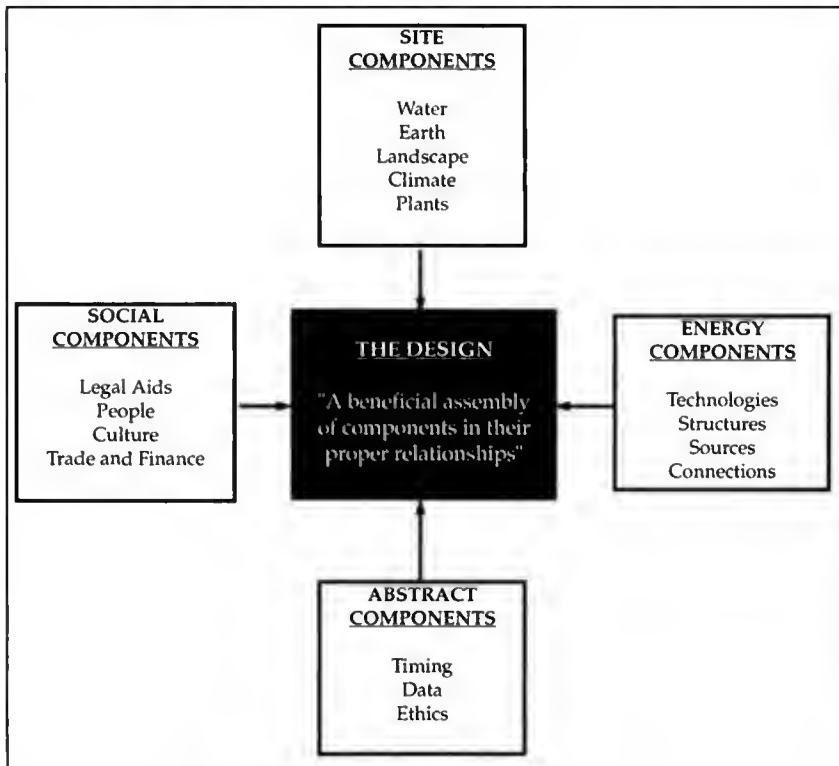 SITE
COMPONENTS
Water
Earth
Landscape
Climate
Plants
SOCIAL
COMPONENTS
Legal Aids
People
Culture
Trade and Finance
THE DESIGN
"A beneficial assembly
of components in their
proper relationships"
ENERGY
COMPONENTS
Technologies
Structures
Sources
Connections
ABSTRACT
COMPONENTS
Timing
Data
Ethics